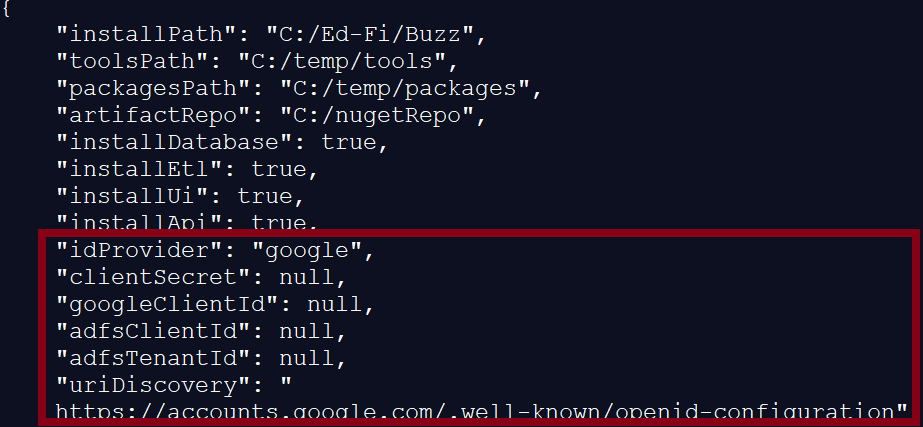 {
"installPath": "C:/Ed-Fi/Buzz",
"toolsPath": "C:/temp/tools",
"packagesPath": "C:/temp/packages",
"artifactRepo": "C:/nugetRepo",
"installDatabase": true,
"installEtl": true,
"installUi": true,
"installApi": true,
"idProvider": "google",
"clientSecret": null,
"googleClientId": null,
"adfsClientId": null,
"adfsTenantId": null,
"uriDiscovery": "
https://accounts.google.com/.well-known/openid-configuration"